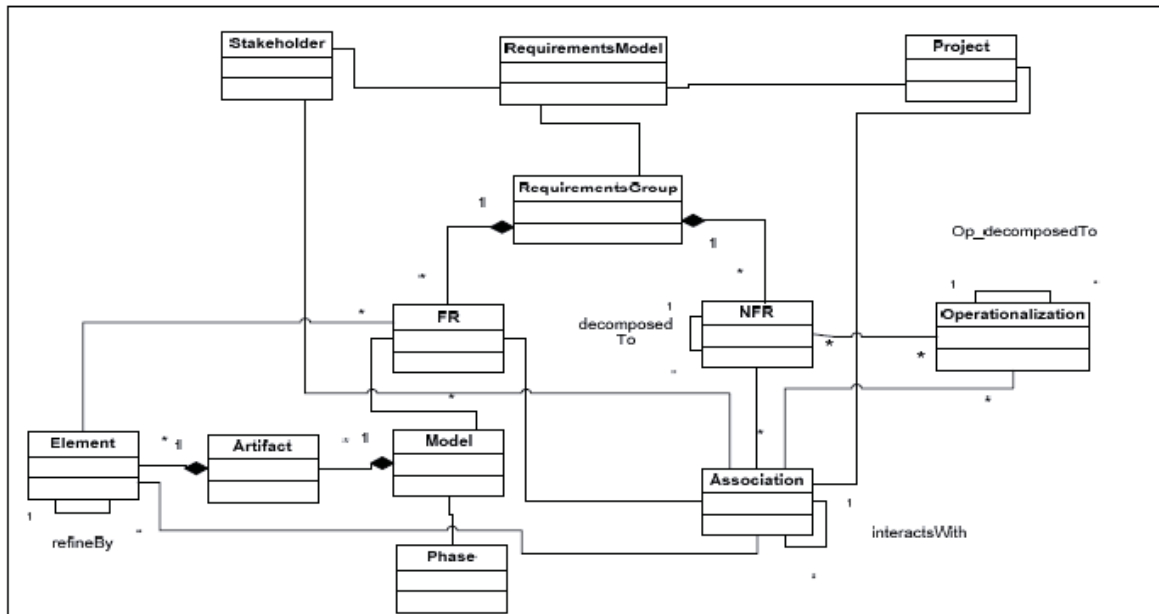 Stakeholder
RequirementsModel
Project
RequirementsGroup
1
1
Op_decomposedTo
*
*
1
*
*
FR
decomposed
To
1
NFR
Operationalization
*
*
*
*
*
Element
*
1
Artifact
*
1
Model
*
Association
1
1
*
refineBy
interactsWith
Phase
*